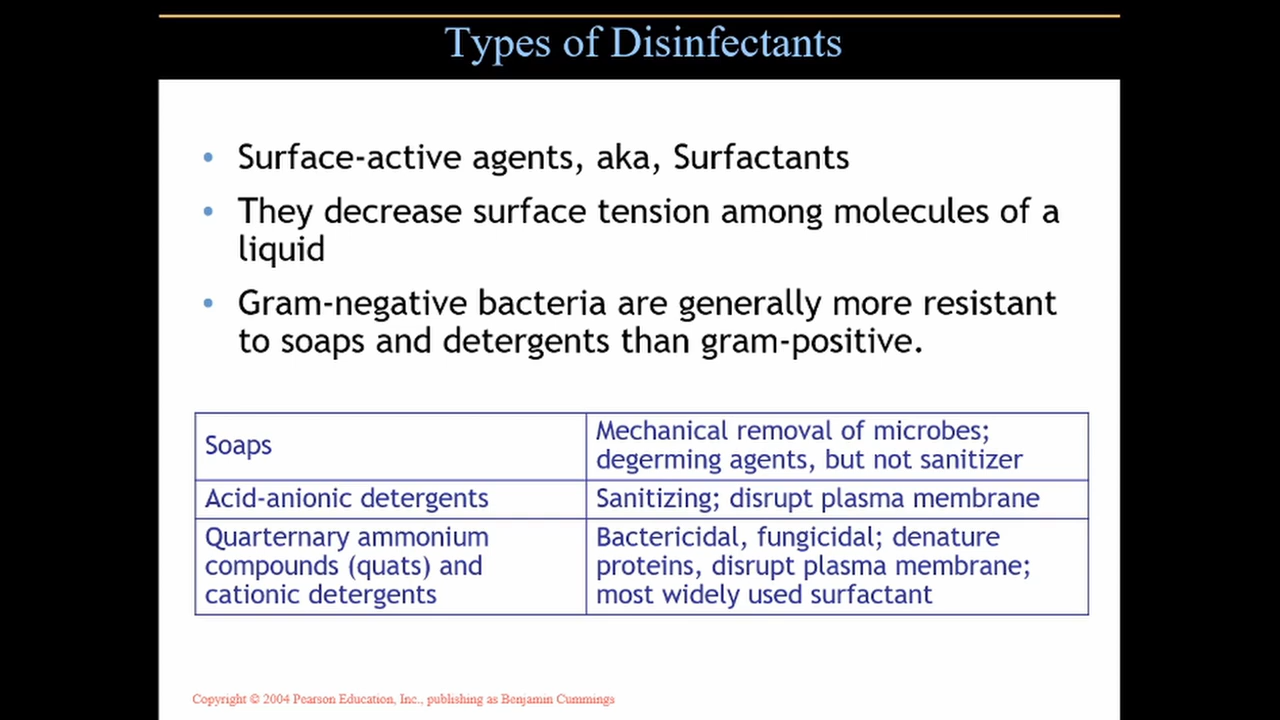 Types of Disinfectants
• Surface-active agents, aka, Surfactants
• They decrease surface tension among molecules of a
liquid
• Gram-negative bacteria are generally more resistant
to soaps and detergents than gram-positive.
Soaps
Mechanical removal of microbes;
degerming agents, but not sanitizer
Acid-anionic detergents
Sanitizing; disrupt plasma membrane
Quarternary ammonium
compounds (quats) and
cationic detergents
Bactericidal, fungicidal; denature
proteins, disrupt plasma membrane;
most widely used surfactant
Copyright © 2004 Pearson Education, Inc., publishing as Benjamin Cummings